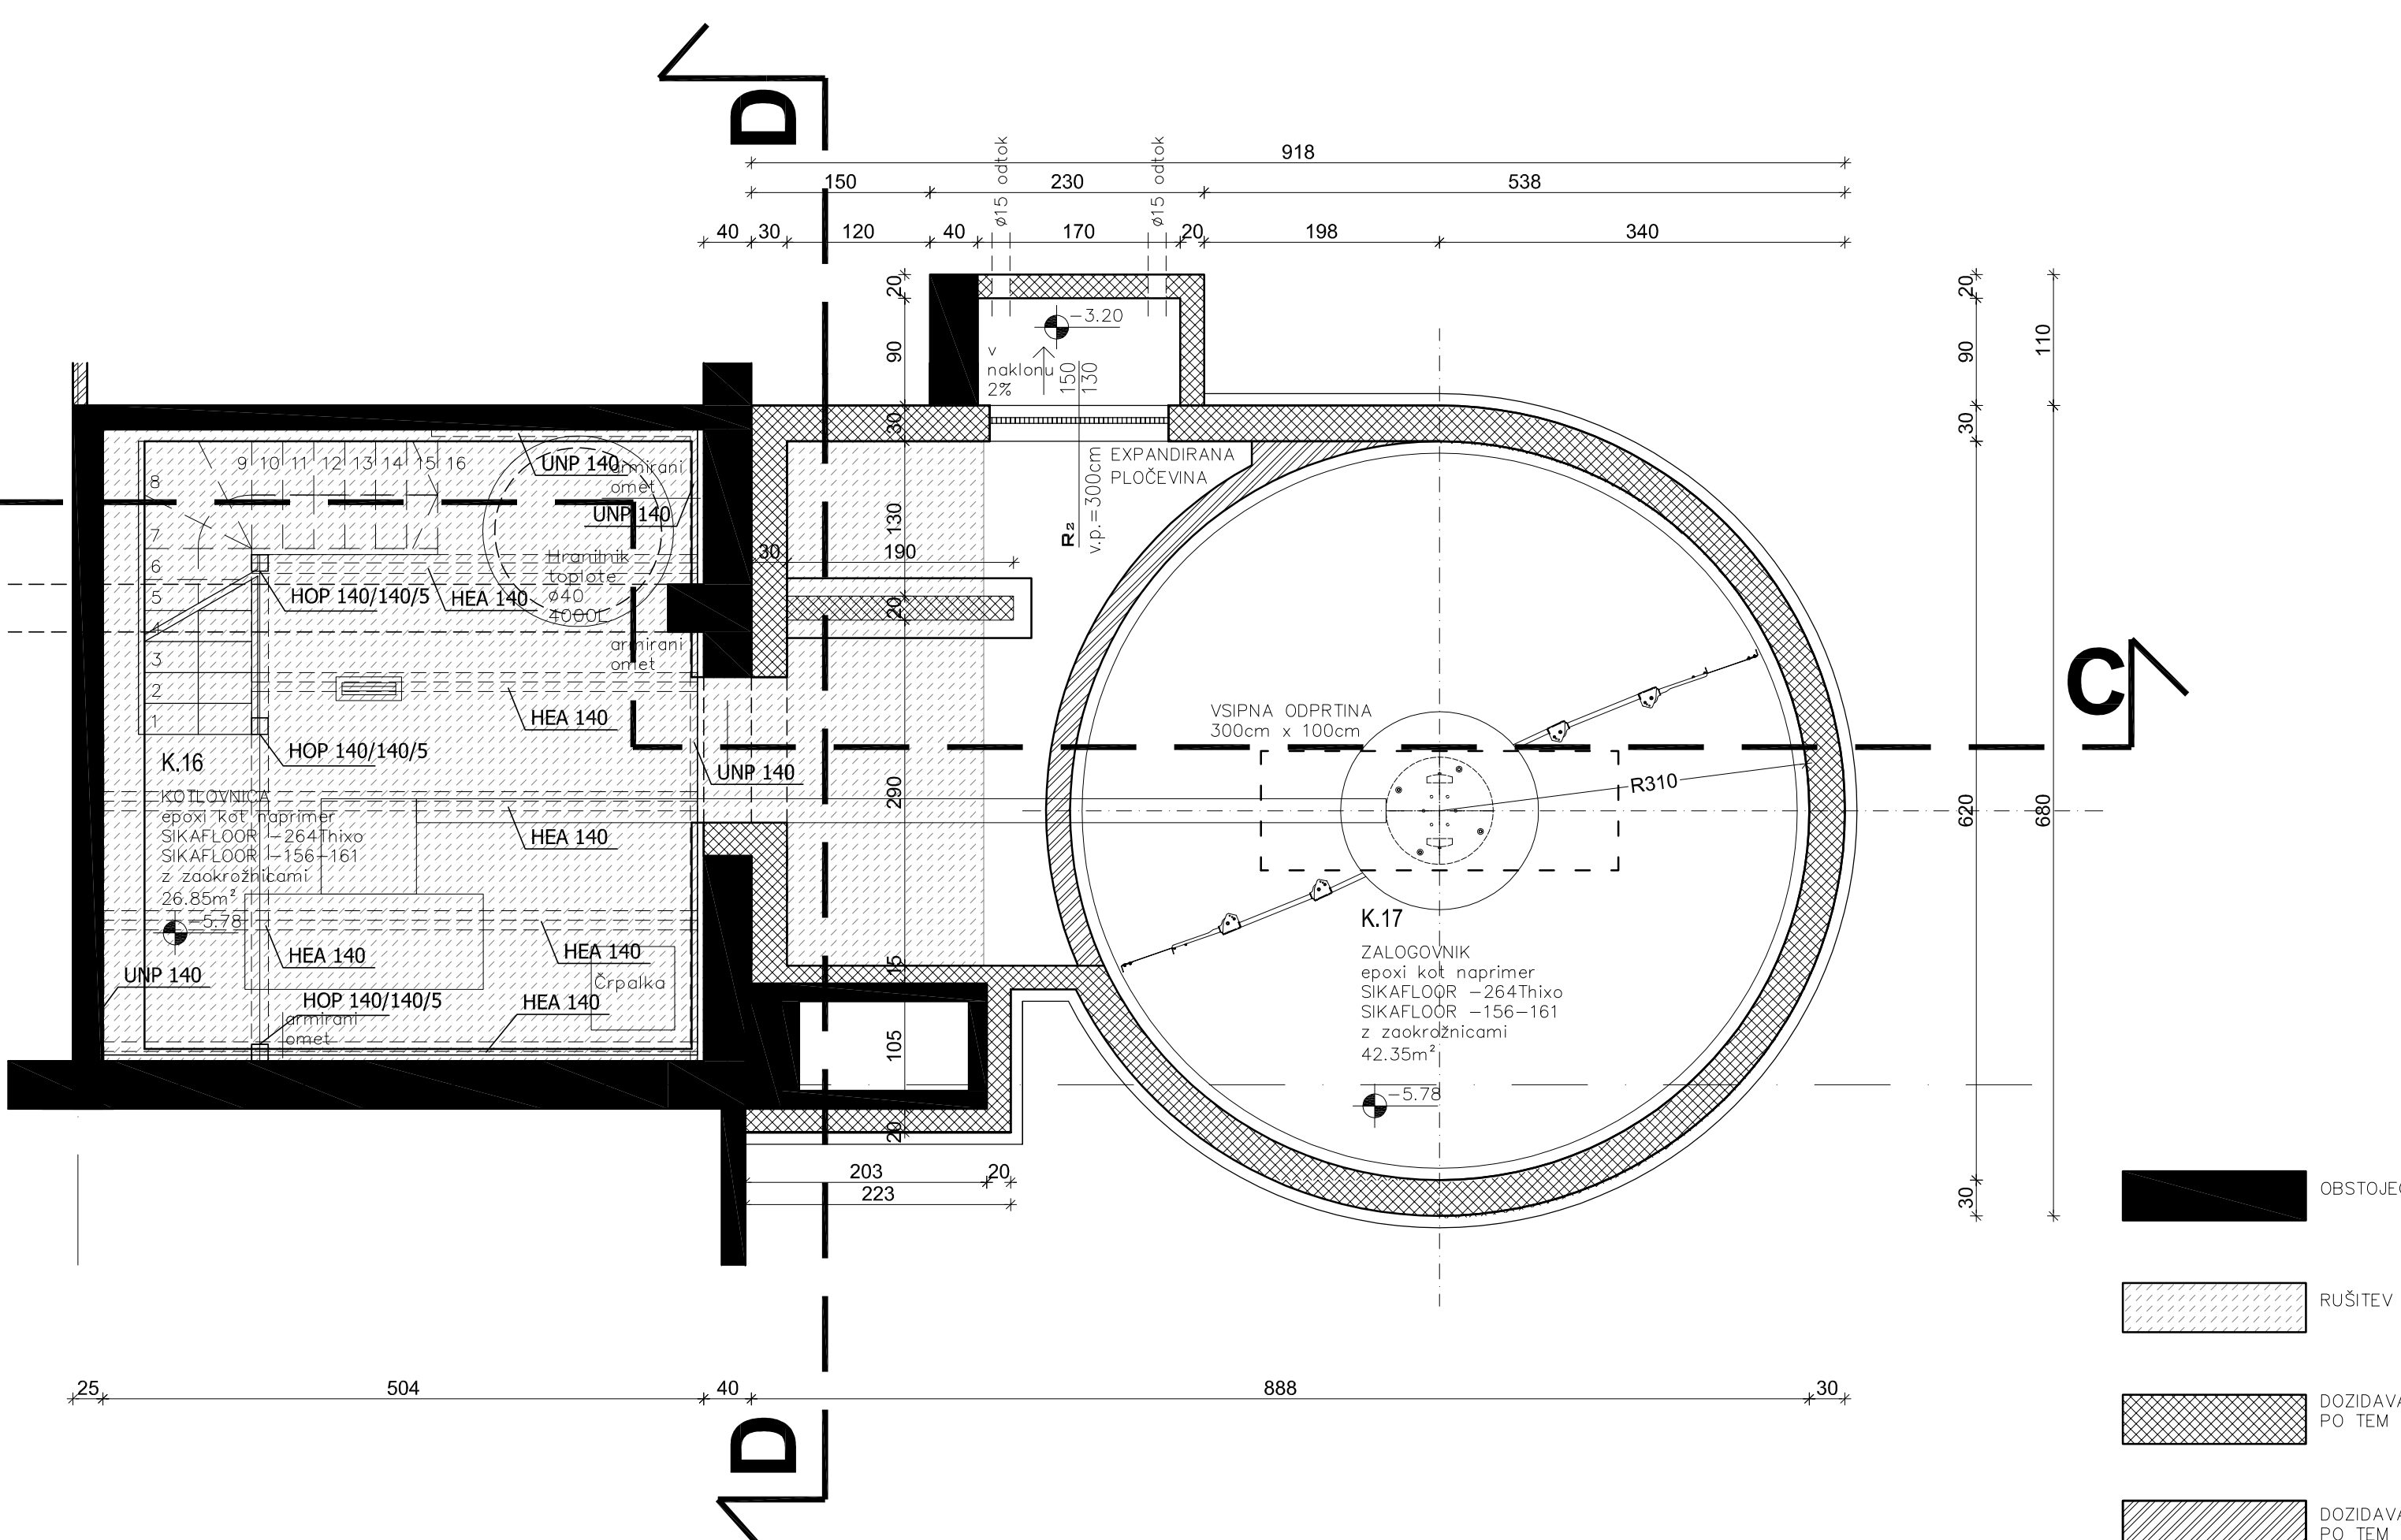 D
918
150
230
538
ø15 odtok
ø15 odtok
40
30
120
40
170
20
198
340
20
90
30
130
20
290
15
105
20
-3.20
v
naklonu
2%
150
130
R₂
v.p.=300cm
EXPANDIRANA
PLOČEVINA
30
190
20
90
30
620
30
110
680
8
9
10
11
12
13
14
15
16
7
6
5
4
3
2
1
UNP 140
armirani
omet
UNP 140
Hranilnik
toplote
ø40
4000L
HOP 140/140/5
HEA 140
armirani
omet
HEA 140
HOP 140/140/5
UNP 140
K.16
KOTLOVNICA
epoxi kot naprimer
SIKAFLOOR -264Thixo
SIKAFLOOR -156-161
z zaokrožnicami
26.85m²
-5.78
HEA 140
HEA 140
HEA 140
UNP 140
Črpalka
HOP 140/140/5
HEA 140
armirani
omet
VSIPNA ODPRTINA
300cm x 100cm
R310
C
K.17
ZALOGOVNIK
epoxi kot naprimer
SIKAFLOOR -264Thixo
SIKAFLOOR -156-161
z zaokrožnicami
42.35m²
-5.78
203
20
223
OBSTOJEČ
RUŠITEV
DOZIDAVA
PO TEM
DOZIDAVA
PO TEM
25
504
40
888
30
D